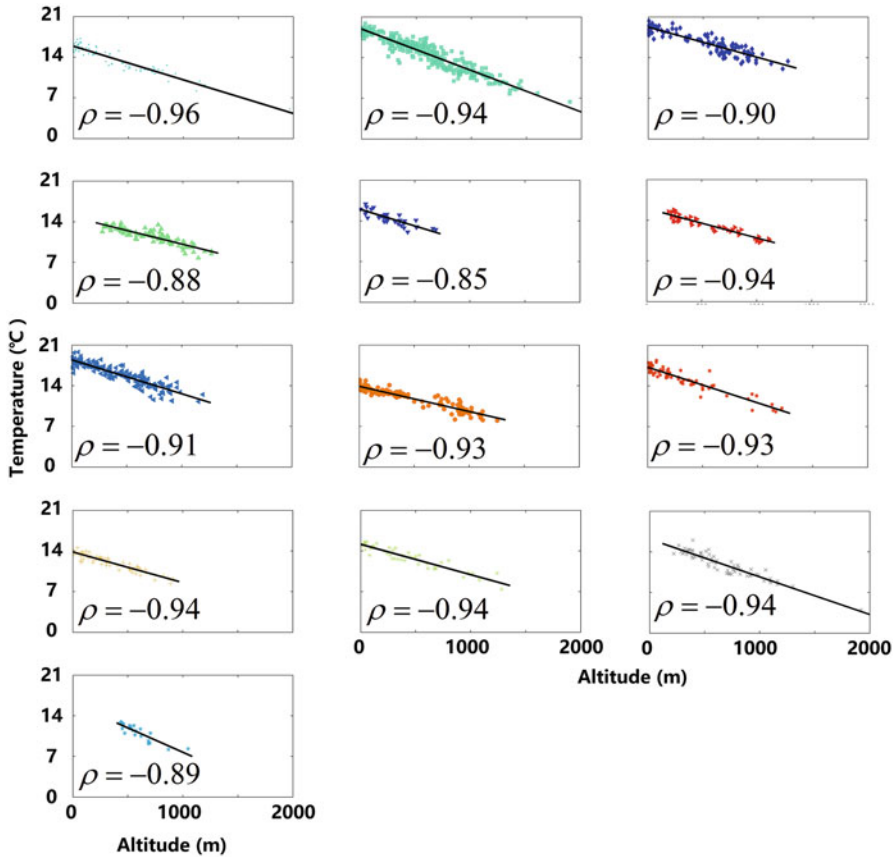 21
14
7
0
ρ = −0.96
ρ = −0.94
ρ = −0.90
21
14
7
0
ρ = −0.88
ρ = −0.85
ρ = −0.94
Temperature (℃)
21
14
7
0
ρ = −0.91
ρ = −0.93
ρ = −0.93
21
14
7
0
ρ = −0.94
ρ = −0.94
ρ = −0.94
0 1000 2000 0 1000 2000
Altitude (m)
21
14
7
0
ρ = −0.89
0 1000 2000
Altitude (m)